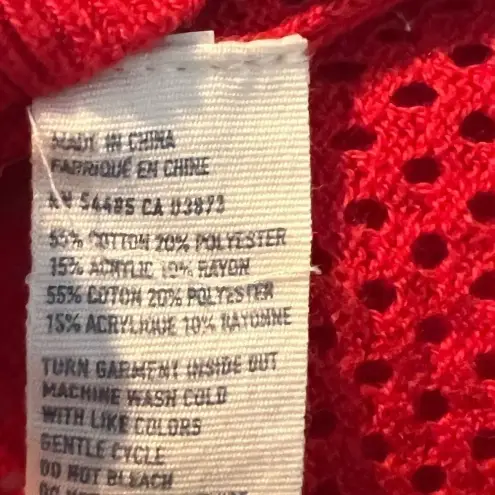 MADE IN CHINA
FABRIQUÉ EN CHINE
RN 54485 CA 03873
55% COTTON 20% POLYESTER
15% ACRYLIC 10% RAYON
55% COTON 20% POLYESTER
15% ACRYLIQUE 10% RAYONNE
TURN GARMENT INSIDE OUT
MACHINE WASH COLD
WITH LIKE COLORS
GENTLE CYCLE
DO NOT BLEACH
DO